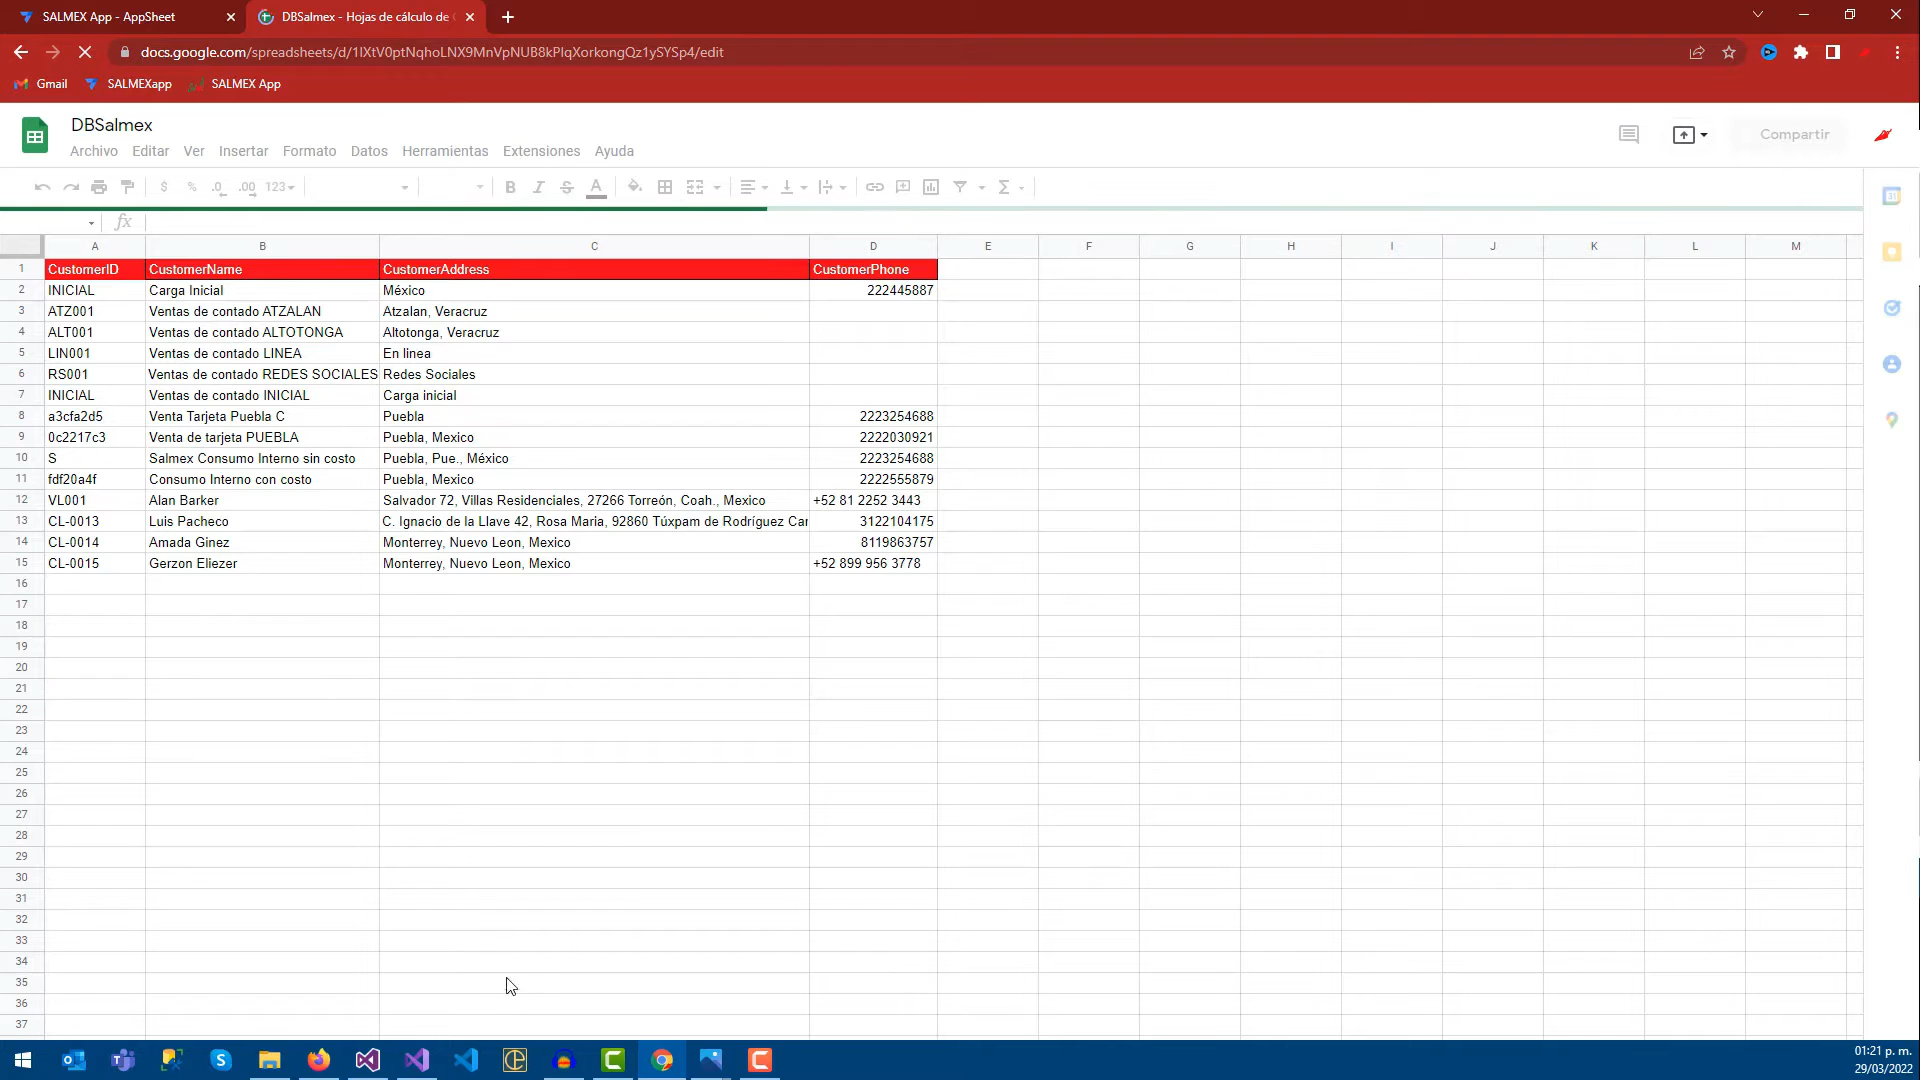 SALMEX App - AppSheet
DBSalmex - Hojas de cálculo de
docs.google.com/spreadsheets/d/1IXtV0ptNqhoLNX9MnVpNUB8kPlqXorkongQz1ySYSp4/edit
Gmail SALMEXapp SALMEX App
DBSalmex
Archivo Editar Ver Insertar Formato Datos Herramientas Extensiones Ayuda
Compartir
$ % .0 .00 123 B I S A
fx
A B C D E F G H I J K L M
1 CustomerID CustomerName CustomerAddress CustomerPhone
2 INICIAL Carga Inicial México 222445887
3 ATZ001 Ventas de contado ATZALAN Atzalan, Veracruz
4 ALT001 Ventas de contado ALTOTONGA Altotonga, Veracruz
5 LIN001 Ventas de contado LINEA En linea
6 RS001 Ventas de contado REDES SOCIALES Redes Sociales
7 INICIAL Ventas de contado INICIAL Carga inicial
8 a3cfa2d5 Venta Tarjeta Puebla C Puebla 2223254688
9 0c2217c3 Venta de tarjeta PUEBLA Puebla, Mexico 2222030921
10 S Salmex Consumo Interno sin costo Puebla, Pue., México 2223254688
11 fdf20a4f Consumo Interno con costo Puebla, Mexico 2222555879
12 VL001 Alan Barker Salvador 72, Villas Residenciales, 27266 Torreón, Coah., Mexico +52 81 2252 3443
13 CL-0013 Luis Pacheco C. Ignacio de la Llave 42, Rosa Maria, 92860 Túxpam de Rodríguez Car 3122104175
14 CL-0014 Amada Ginez Monterrey, Nuevo Leon, Mexico 8119863757
15 CL-0015 Gerzon Eliezer Monterrey, Nuevo Leon, Mexico +52 899 956 3778
16
17
18
19
20
21
22
23
24
25
26
27
28
29
30
31
32
33
34
35
36
37
01:21 p. m.
29/03/2022